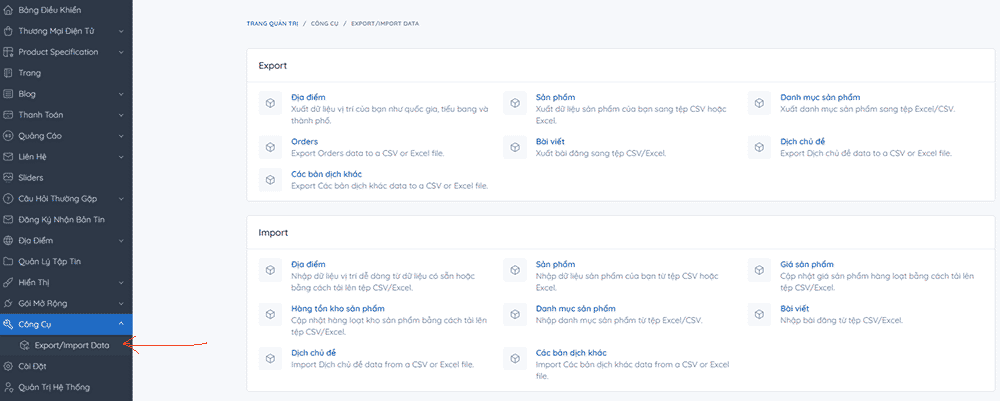 Bảng Điều Khiển
Thương Mại Điện Tử
Product Specification
Trang
Blog
Thanh Toán
Quảng Cáo
Liên Hệ
Sliders
Câu Hỏi Thường Gặp
Đăng Ký Nhận Bản Tin
Địa Điểm
Quản Lý Tập Tin
Hiển Thị
Gói Mở Rộng
Công Cụ
Export/Import Data
Cài Đặt
Quản Trị Hệ Thống
TRANG QUẢN TRỊ / CÔNG CỤ / EXPORT/IMPORT DATA
Export
Địa điểm
Xuất dữ liệu vị trí của bạn như quốc gia, tiểu bang và
thành phố.
Sản phẩm
Xuất dữ liệu sản phẩm của bạn sang tệp CSV hoặc
Excel.
Danh mục sản phẩm
Xuất danh mục sản phẩm sang tệp Excel/CSV.
Orders
Export Orders data to a CSV or Excel file.
Bài viết
Xuất bài đăng sang tệp CSV/Excel.
Dịch chủ đề
Export Dịch chủ đề data to a CSV or Excel file.
Các bản dịch khác
Export Các bản dịch khác data to a CSV or Excel file.
Import
Địa điểm
Nhập dữ liệu vị trí dễ dàng từ dữ liệu có sẵn hoặc
bằng cách tải lên tệp CSV/Excel.
Sản phẩm
Nhập dữ liệu sản phẩm của bạn từ tệp CSV hoặc
Excel.
Giá sản phẩm
Cập nhật giá sản phẩm hàng loạt bằng cách tải lên
tệp CSV/Excel.
Hàng tồn kho sản phẩm
Cập nhật hàng loạt kho sản phẩm bằng cách tải lên
tệp CSV/Excel.
Danh mục sản phẩm
Nhập danh mục sản phẩm từ tệp Excel/CSV.
Bài viết
Nhập bài đăng từ tệp CSV/Excel.
Dịch chủ đề
Import Dịch chủ đề data from a CSV or Excel file.
Các bản dịch khác
Import Các bản dịch khác data from a CSV or Excel
file.